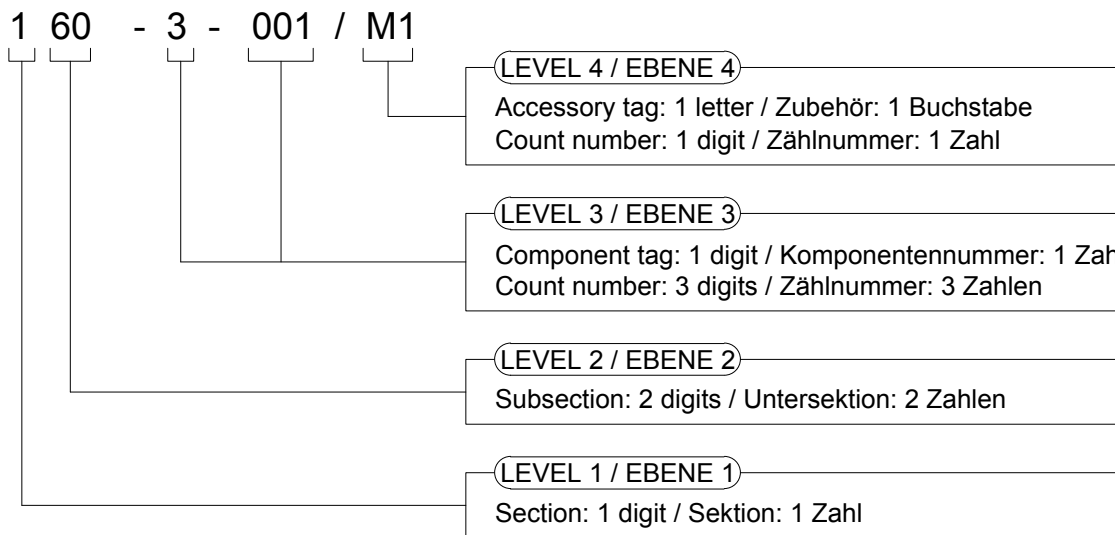 1 60 - 3 - 001 / M1
LEVEL 4 / EBENE 4
Accessory tag: 1 letter / Zubehör: 1 Buchstabe
Count number: 1 digit / Zählnummer: 1 Zahl
LEVEL 3 / EBENE 3
Component tag: 1 digit / Komponentennummer: 1 Zah
Count number: 3 digits / Zählnummer: 3 Zahlen
LEVEL 2 / EBENE 2
Subsection: 2 digits / Untersektion: 2 Zahlen
LEVEL 1 / EBENE 1
Section: 1 digit / Sektion: 1 Zahl